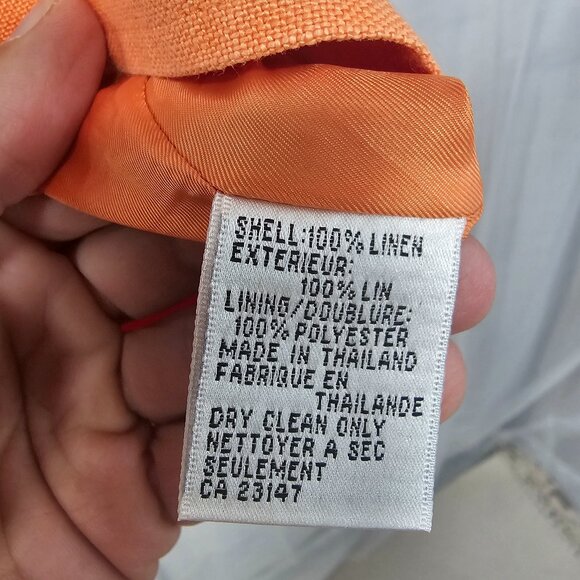 SHELL:100% LINEN
EXTERIEUR:
100% LIN
LINING/DOUBLURE:
100% POLYESTER
MADE IN THAILAND
FABRIQUE EN
THAILANDE
DRY CLEAN ONLY
NETTOYER A SEC
SEULEMENT
CA 23147